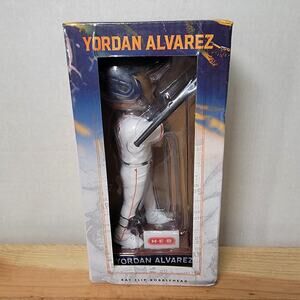 YORDAN ALVAREZ
H-E-B
YORDAN ALVAREZ
BAT FLIP BOBBLEHEAD